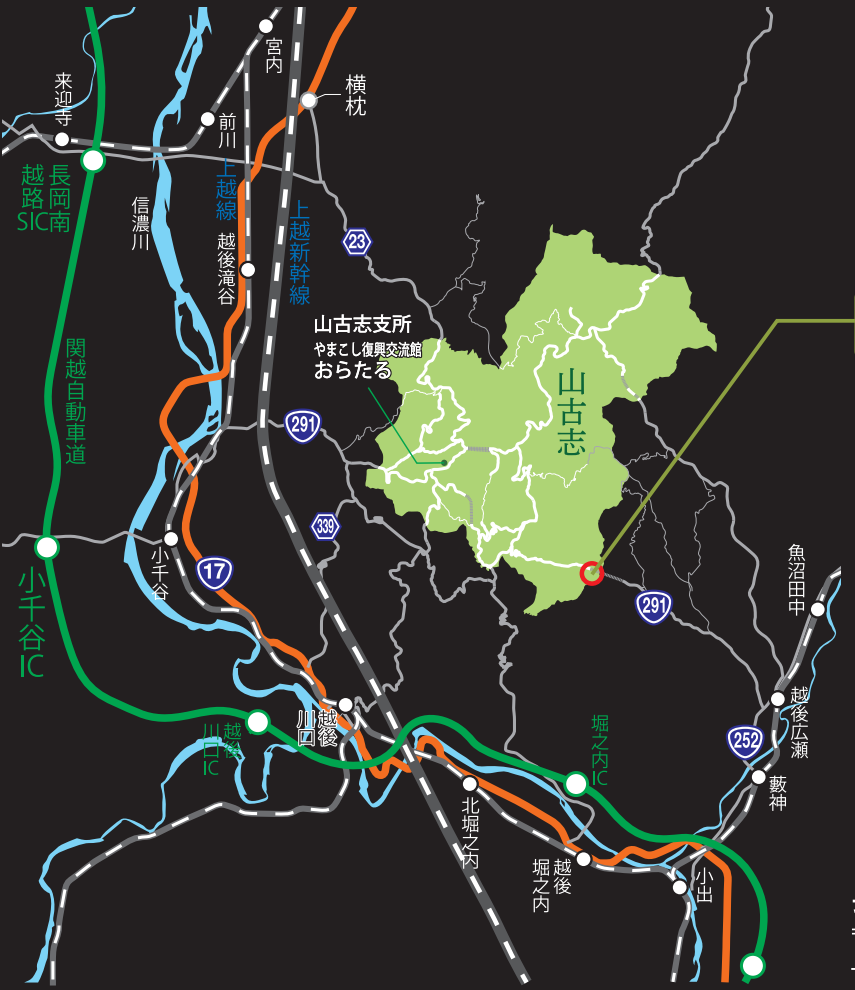 宮内
来迎寺
横枕
前川
長岡南
越路
SIC
上越線
信濃川
上越新幹線
越後滝谷
23
山古志支所
やまこし復興交流館
おらたる
関越自動車道
山古志
291
339
小千谷
17
魚沼田中
小千谷
IC
291
越後
川口
越後
川口IC
越後広瀬
堀之内IC
252
藪神
北堀之内
越後
堀之内
小出